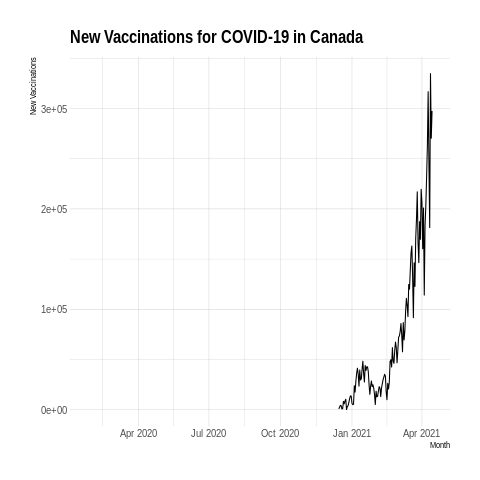 New Vaccinations for COVID-19 in Canada
New Vaccinations
3e+05
2e+05
1e+05
0e+00
Apr 2020 Jul 2020 Oct 2020 Jan 2021 Apr 2021
Month